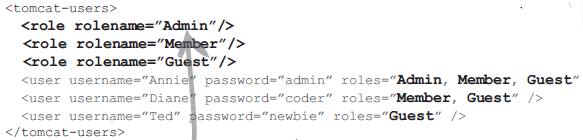 <tomcat-users>
<role rolename="Admin"/>
<role rolename="Member"/>
<role rolename="Guest"/>
<user username="Annie" password="admin" roles="Admin, Member, Guest"
<user username="Diane" password="coder" roles="Member, Guest" />
<user username="Ted" password="newbie" roles="Guest" />
</tomcat-users>